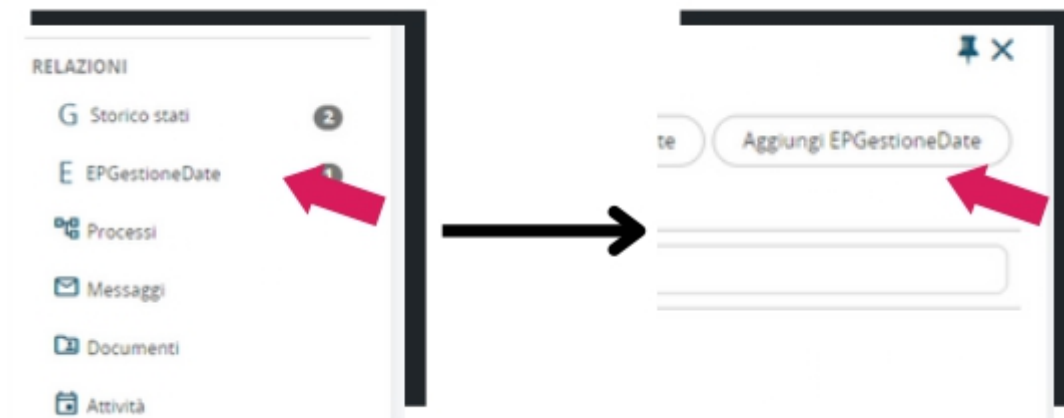 RELAZIONI
G Storico stati 2
E EPGestioneDate
Processi
Messaggi
Documenti
Attività
te Aggiungi EPGestioneDate